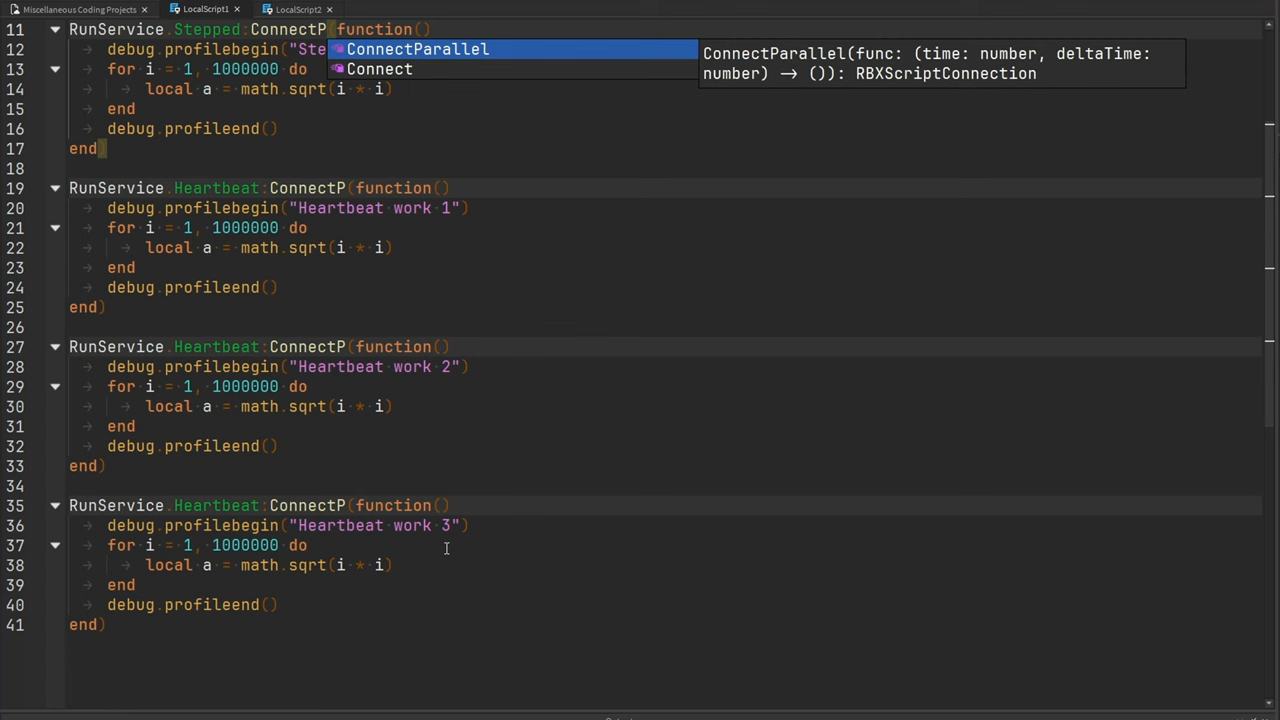 Miscellaneous Coding Projects × LocalScript1 × LocalScript2 ×
11 RunService.Stepped:ConnectP(function()
12 debug.profilebegin("Ste
ConnectParallel
Connect
ConnectParallel(func: (time: number, deltaTime:
number) -> ()): RBXScriptConnection
13 for i = 1, 1000000 do
14 local a = math.sqrt(i * i)
15 end
16 debug.profileend()
17 end)
18
19 RunService.Heartbeat:ConnectP(function()
20 debug.profilebegin("Heartbeat work 1")
21 for i = 1, 1000000 do
22 local a = math.sqrt(i * i)
23 end
24 debug.profileend()
25 end)
26
27 RunService.Heartbeat:ConnectP(function()
28 debug.profilebegin("Heartbeat work 2")
29 for i = 1, 1000000 do
30 local a = math.sqrt(i * i)
31 end
32 debug.profileend()
33 end)
34
35 RunService.Heartbeat:ConnectP(function()
36 debug.profilebegin("Heartbeat work 3")
37 for i = 1, 1000000 do
38 local a = math.sqrt(i * i)
39 end
40 debug.profileend()
41 end)